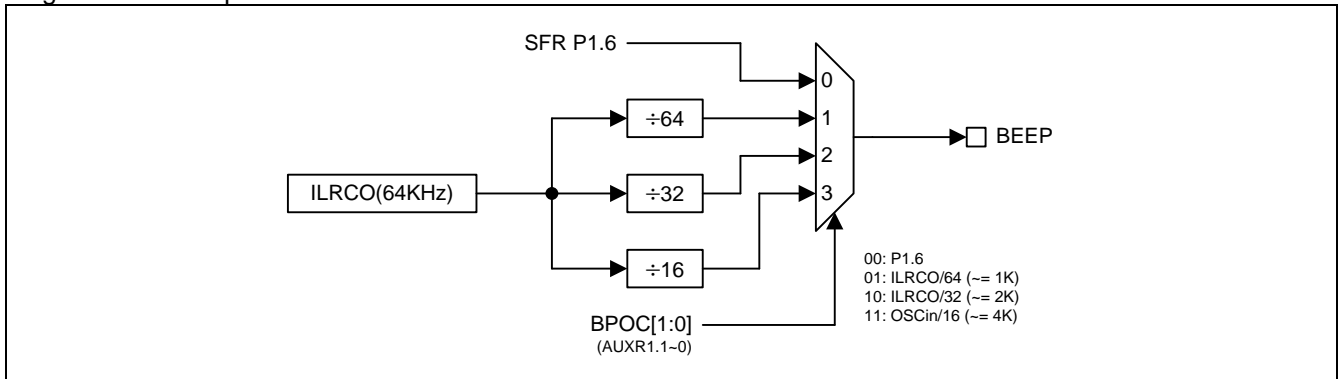 SFR P1.6
0
÷64
1
BEEP
2
ILRCO(64KHz)
÷32
3
÷16
00: P1.6
01: ILRCO/64 (~= 1K)
10: ILRCO/32 (~= 2K)
11: OSCin/16 (~= 4K)
BPOC[1:0]
(AUXR1.1~0)